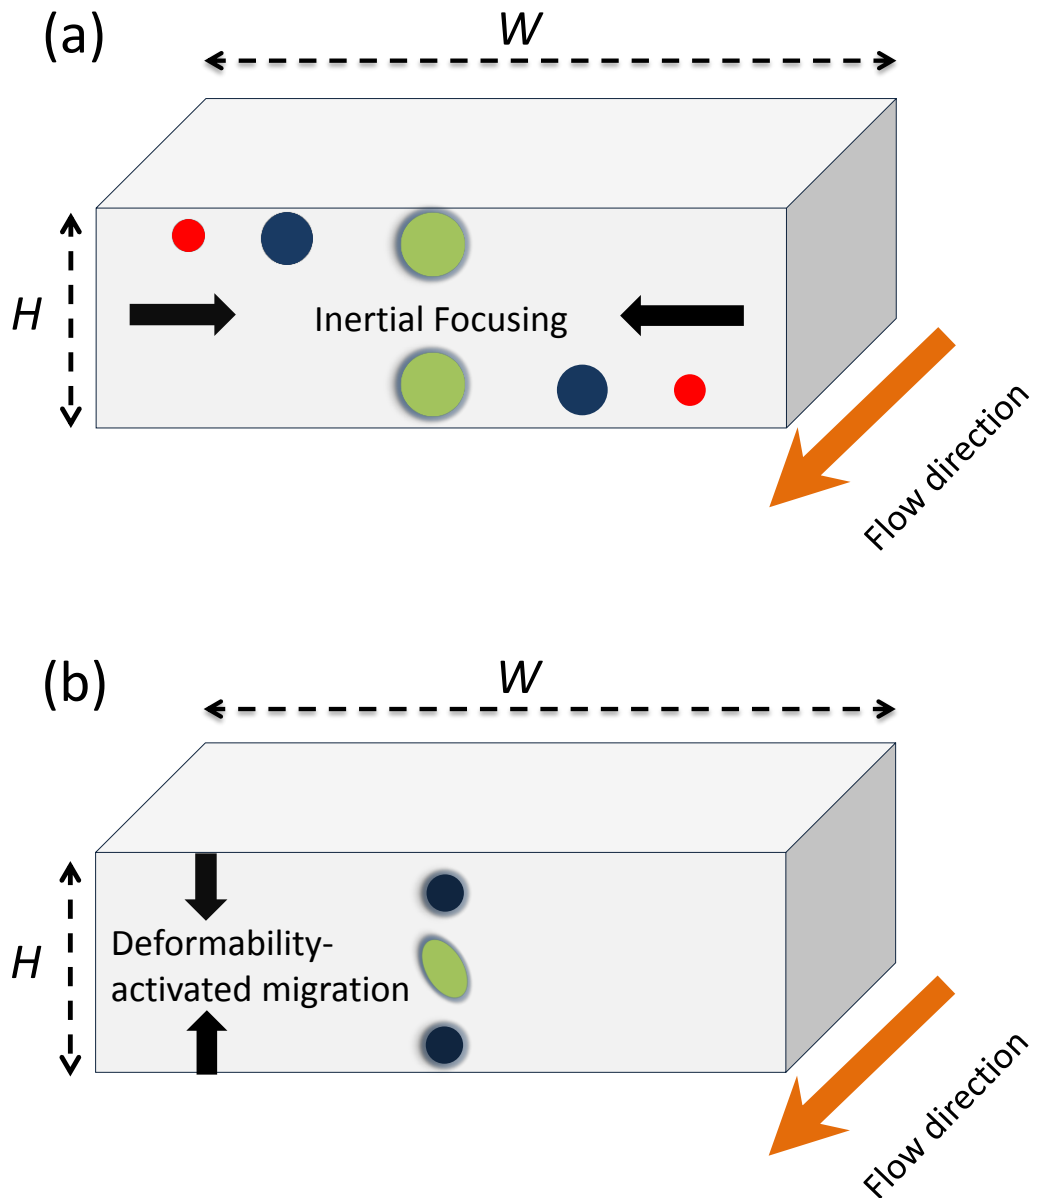 (a)
W
H
Inertial Focusing
Flow direction
(b)
W
H
Deformability-
activated migration
Flow direction